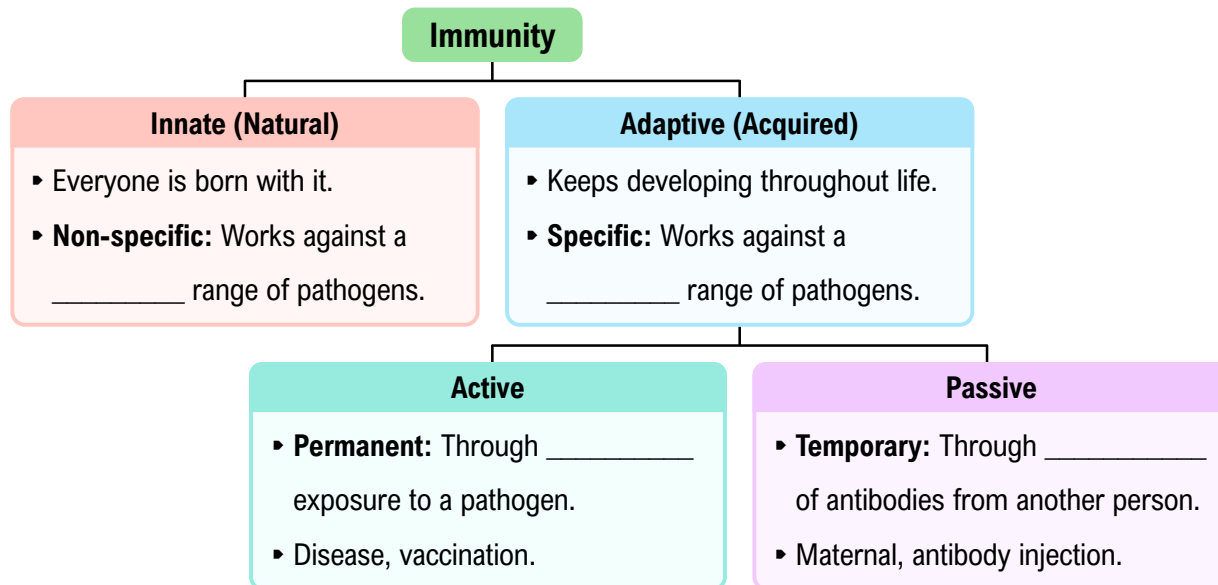 Immunity
Innate (Natural)
‣ Everyone is born with it.
‣ Non-specific: Works against a
_________ range of pathogens.
Adaptive (Acquired)
‣ Keeps developing throughout life.
‣ Specific: Works against a
_________ range of pathogens.
Active
‣ Permanent: Through __________
exposure to a pathogen.
‣ Disease, vaccination.
Passive
‣ Temporary: Through ___________
of antibodies from another person.
‣ Maternal, antibody injection.